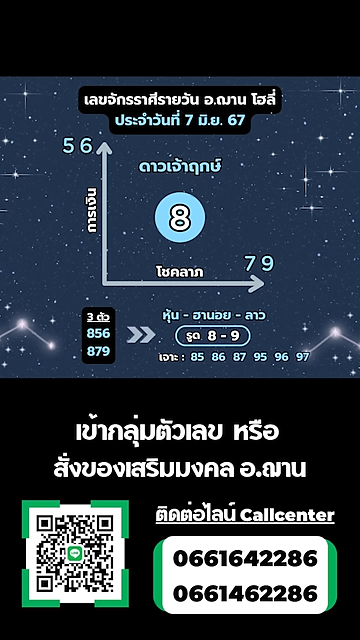 เลขจักรราศีรายวัน อ.ฌาน โฮลี่
ประจำวันที่ 7 มิ.ย. 67
5 6
ดาวเจ้าฤกษ์
การเงิน
8
โชคลาภ
7 9
3 ตัว
856
879
หุ้น - ฮานอย - ลาว
รูด 8 - 9
เจาะ : 85 86 87 95 96 97
เข้ากลุ่มตัวเลข หรือ
สั่งของเสริมมงคล อ.ฌาน
ติดต่อไลน์ Callcenter
0661642286
0661462286